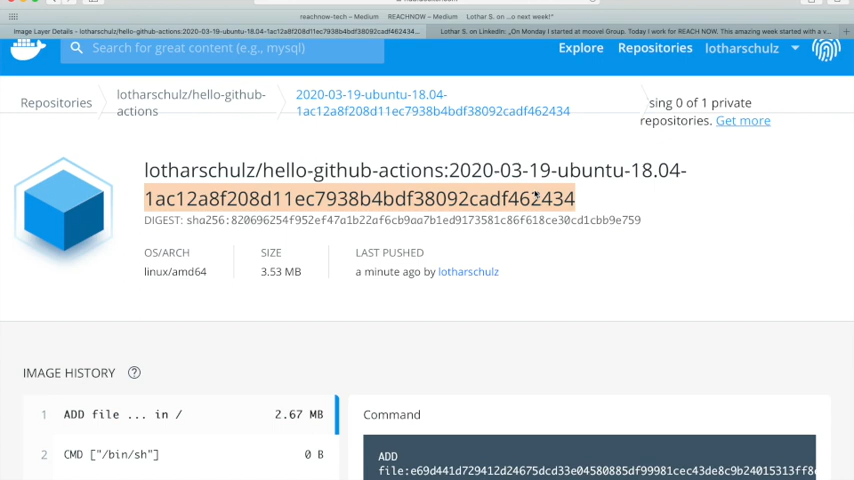 reachnow-tech – Medium REACHNOW – Medium Lothar S. on ...o next week!"
Image Layer Details - lotharschulz/hello-github-actions:2020-03-19-ubuntu-18.04-1ac12a8f208d11ec7938b4bdf38092cadf462434... Lothar S. on LinkedIn: „On Monday I started at moovel Group. Today I work for REACH NOW. This amazing week started with a v...
Search for great content (e.g., mysql) Explore Repositories lotharschulz
Repositories
lotharschulz/hello-github-
actions
2020-03-19-ubuntu-18.04-
1ac12a8f208d11ec7938b4bdf38092cadf462434
sing 0 of 1 private
repositories. Get more
lotharschulz/hello-github-actions:2020-03-19-ubuntu-18.04-
1ac12a8f208d11ec7938b4bdf38092cadf462434
DIGEST: sha256:820696254f952ef47a1b22af6cb9aa7b1ed9173581c86f618ce30cd1cbb9e759
OS/ARCH
linux/amd64
SIZE
3.53 MB
LAST PUSHED
a minute ago by lotharschulz
IMAGE HISTORY ?
1 ADD file ... in / 2.67 MB
2 CMD ["/bin/sh"] 0 B
Command
ADD
file:e69d441d729412d24675dcd33e04580885df99981cec43de8c9b24015313ff8